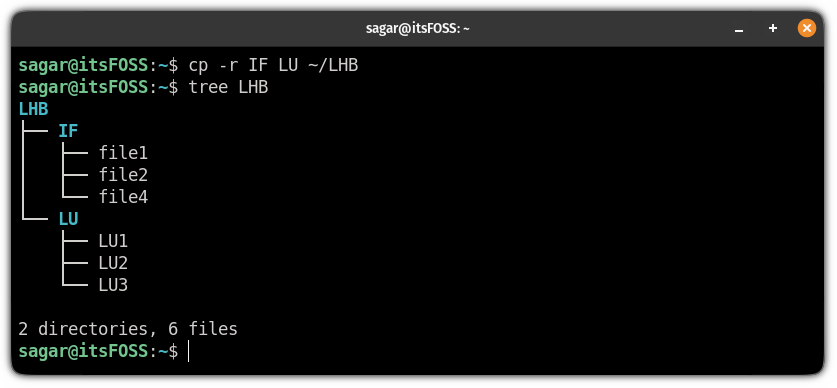 sagar@itsFOSS: ~
sagar@itsFOSS:~$ cp -r IF LU ~/LHB
sagar@itsFOSS:~$ tree LHB
LHB
├── IF
│   ├── file1
│   ├── file2
│   └── file4
└── LU
    ├── LU1
    ├── LU2
    └── LU3

2 directories, 6 files
sagar@itsFOSS:~$